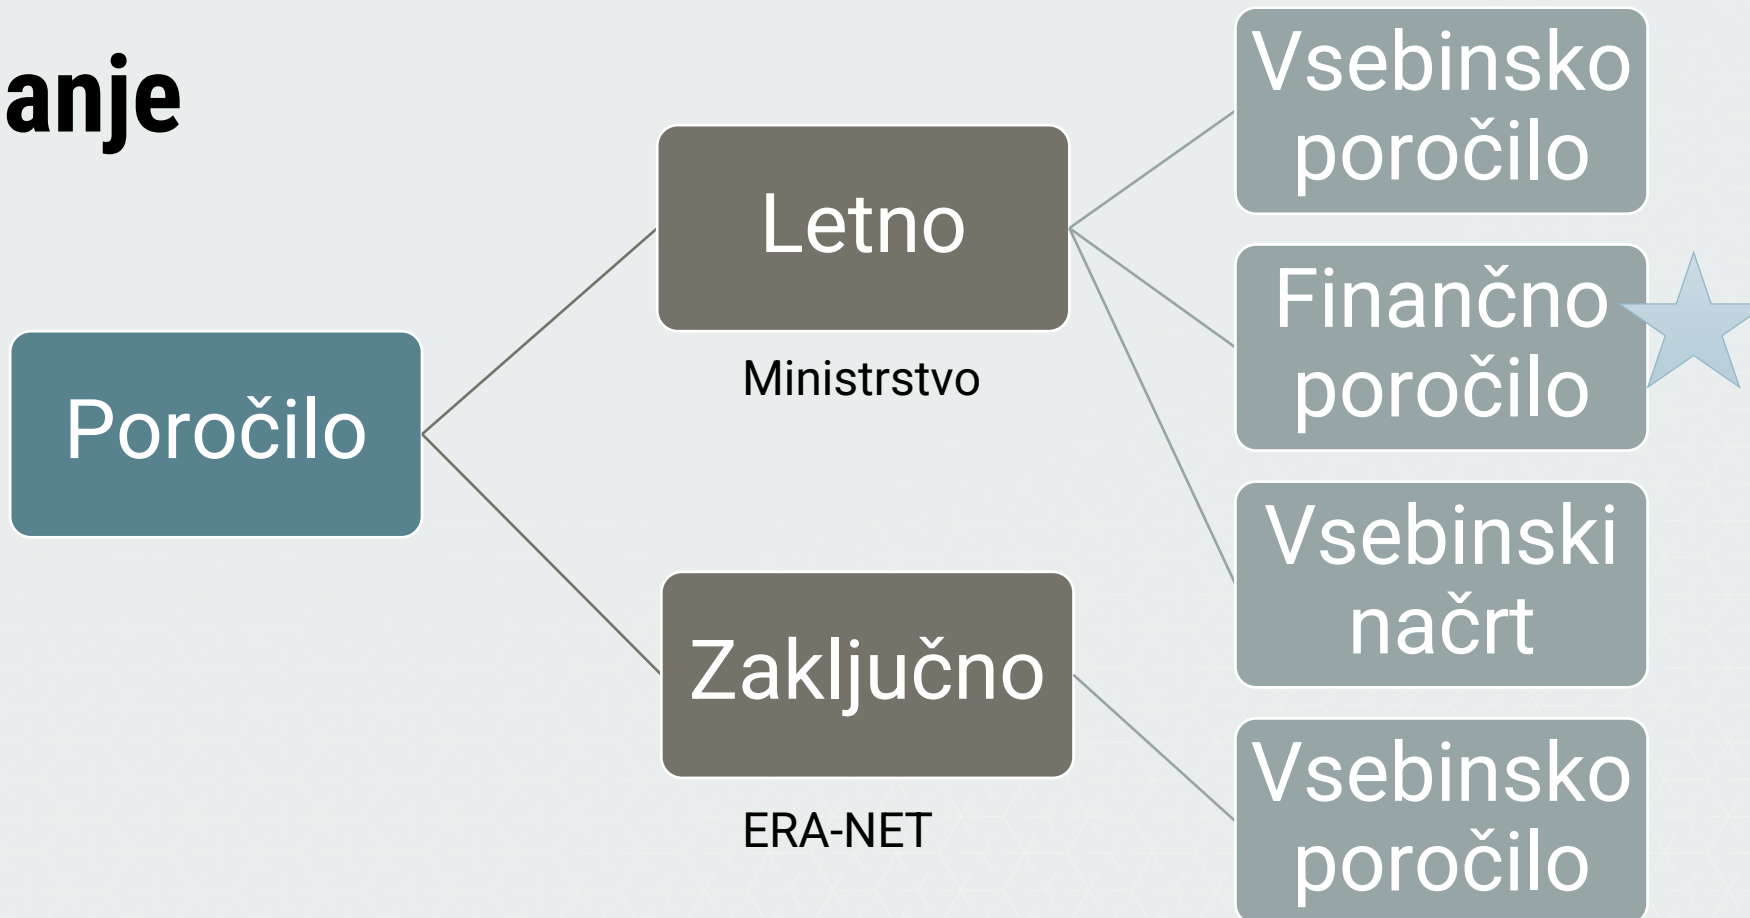 anje
Poročilo
Letno
Ministrstvo
Zaključno
ERA-NET
Vsebinsko
poročilo
Finančno
poročilo
Vsebinski
načrt
Vsebinsko
poročilo